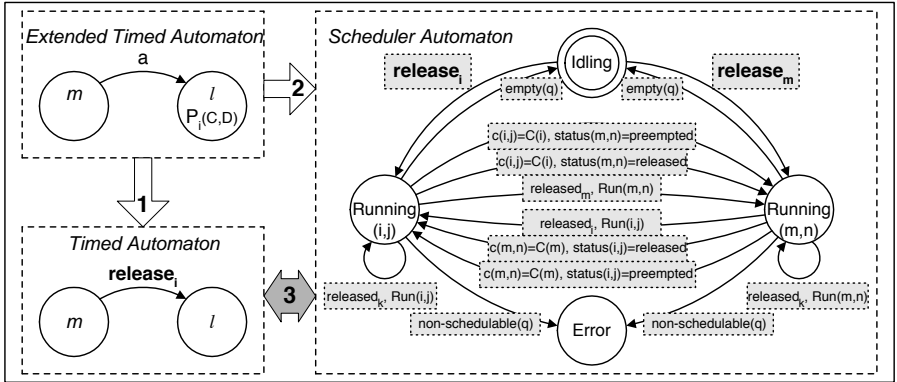 Extended Timed Automaton
a
m
l
P_i(C,D)
2
1
Timed Automaton
release_i
m
l
3
Scheduler Automaton
Idling
release_i
release_m
empty(q)
empty(q)
c(i,j)=C(i), status(m,n)=preempted
c(i,j)=C(i), status(m,n)=released
released_m, Run(m,n)
Running
(i,j)
Running
(m,n)
released_i, Run(i,j)
c(m,n)=C(m), status(i,j)=released
c(m,n)=C(m), status(i,j)=preempted
released_k, Run(i,j)
released_k, Run(m,n)
non-schedulable(q)
Error
non-schedulable(q)